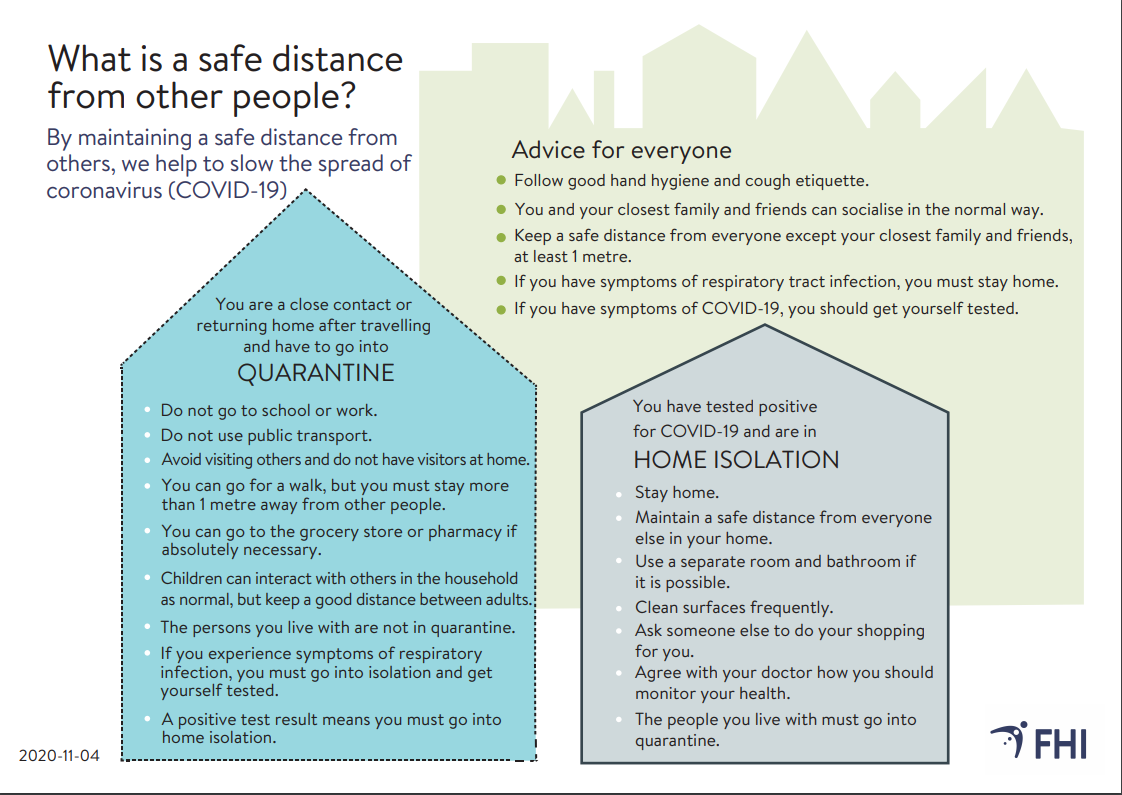 What is a safe distance
from other people?
By maintaining a safe distance from
others, we help to slow the spread of
coronavirus (COVID-19)
Advice for everyone
Follow good hand hygiene and cough etiquette.
You and your closest family and friends can socialise in the normal way.
Keep a safe distance from everyone except your closest family and friends,
at least 1 metre.
If you have symptoms of respiratory tract infection, you must stay home.
If you have symptoms of COVID-19, you should get yourself tested.
You are a close contact or
returning home after travelling
and have to go into
QUARANTINE
Do not go to school or work.
Do not use public transport.
Avoid visiting others and do not have visitors at home.
You can go for a walk, but you must stay more
than 1 metre away from other people.
You can go to the grocery store or pharmacy if
absolutely necessary.
Children can interact with others in the household
as normal, but keep a good distance between adults.
The persons you live with are not in quarantine.
If you experience symptoms of respiratory
infection, you must go into isolation and get
yourself tested.
A positive test result means you must go into
home isolation.
You have tested positive
for COVID-19 and are in
HOME ISOLATION
Stay home.
Maintain a safe distance from everyone
else in your home.
Use a separate room and bathroom if
it is possible.
Clean surfaces frequently.
Ask someone else to do your shopping
for you.
Agree with your doctor how you should
monitor your health.
The people you live with must go into
quarantine.
2020-11-04
FHI